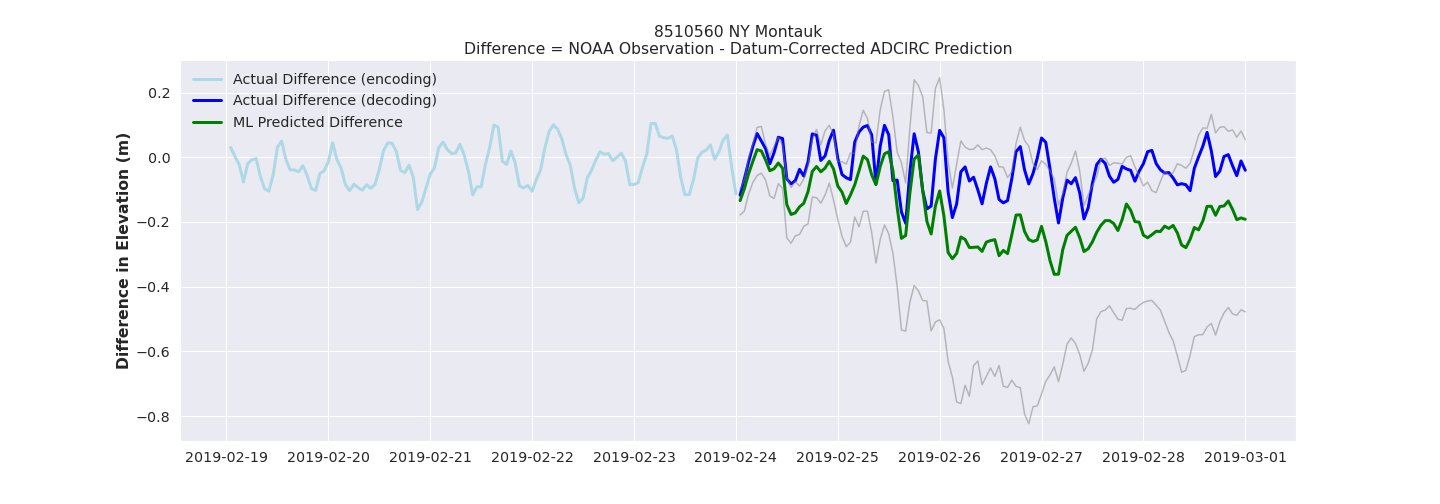 8510560 NY Montauk
Difference = NOAA Observation - Datum-Corrected ADCIRC Prediction
Actual Difference (encoding)
Actual Difference (decoding)
ML Predicted Difference
Difference in Elevation (m)
0.2
0.0
−0.2
−0.4
−0.6
−0.8
2019-02-19 2019-02-20 2019-02-21 2019-02-22 2019-02-23 2019-02-24 2019-02-25 2019-02-26 2019-02-27 2019-02-28 2019-03-01